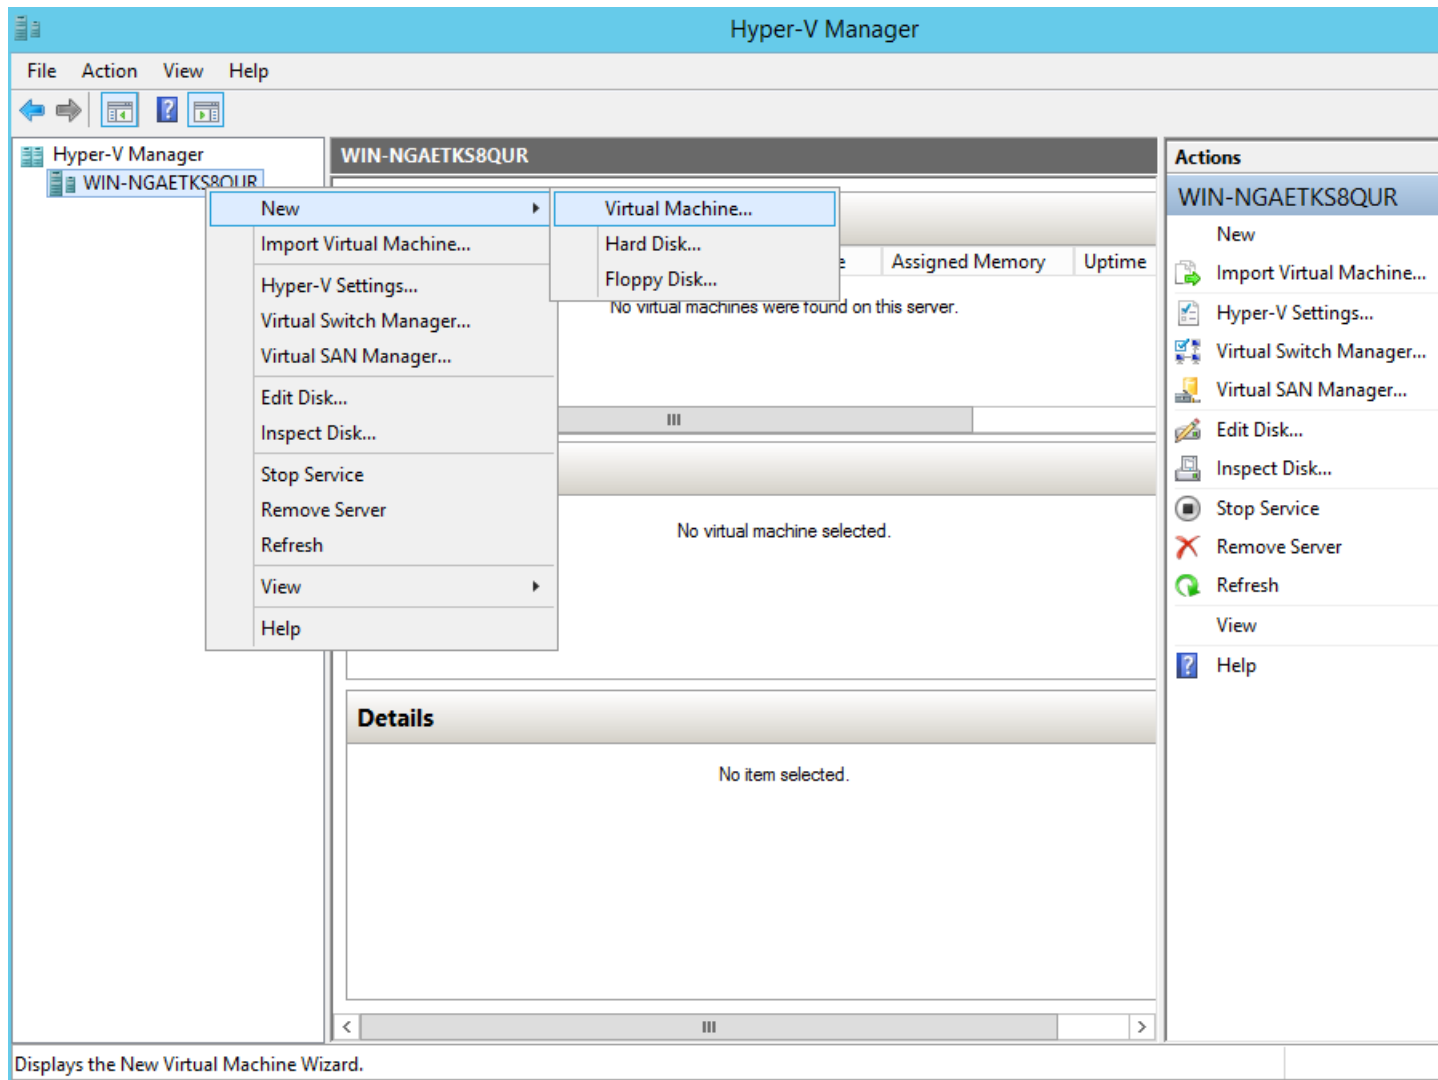 Hyper-V Manager
File Action View Help
Hyper-V Manager
WIN-NGAETKS8QUR
New
Import Virtual Machine...
Hyper-V Settings...
Virtual Switch Manager...
Virtual SAN Manager...
Edit Disk...
Inspect Disk...
Stop Service
Remove Server
Refresh
View
Help
Virtual Machine...
Hard Disk...
Floppy Disk...
WIN-NGAETKS8QUR
Assigned Memory Uptime
No virtual machines were found on this server.
No virtual machine selected.
Details
No item selected.
Actions
WIN-NGAETKS8QUR
New
Import Virtual Machine...
Hyper-V Settings...
Virtual Switch Manager...
Virtual SAN Manager...
Edit Disk...
Inspect Disk...
Stop Service
Remove Server
Refresh
View
Help
Displays the New Virtual Machine Wizard.